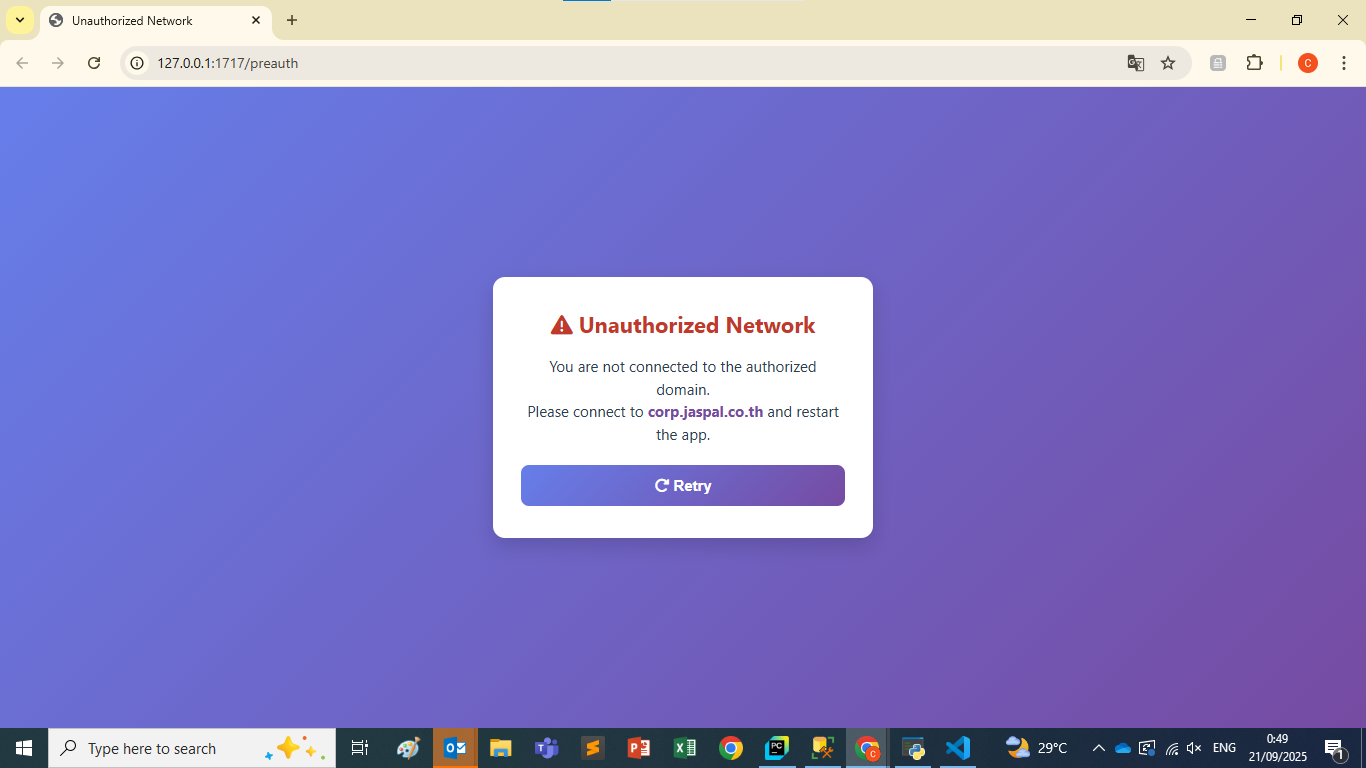 Unauthorized Network
127.0.0.1:1717/preauth
C
Unauthorized Network
You are not connected to the authorized
domain.
Please connect to corp.jaspal.co.th and restart
the app.
Retry
Type here to search
29°C
ENG
0:49
21/09/2025
1